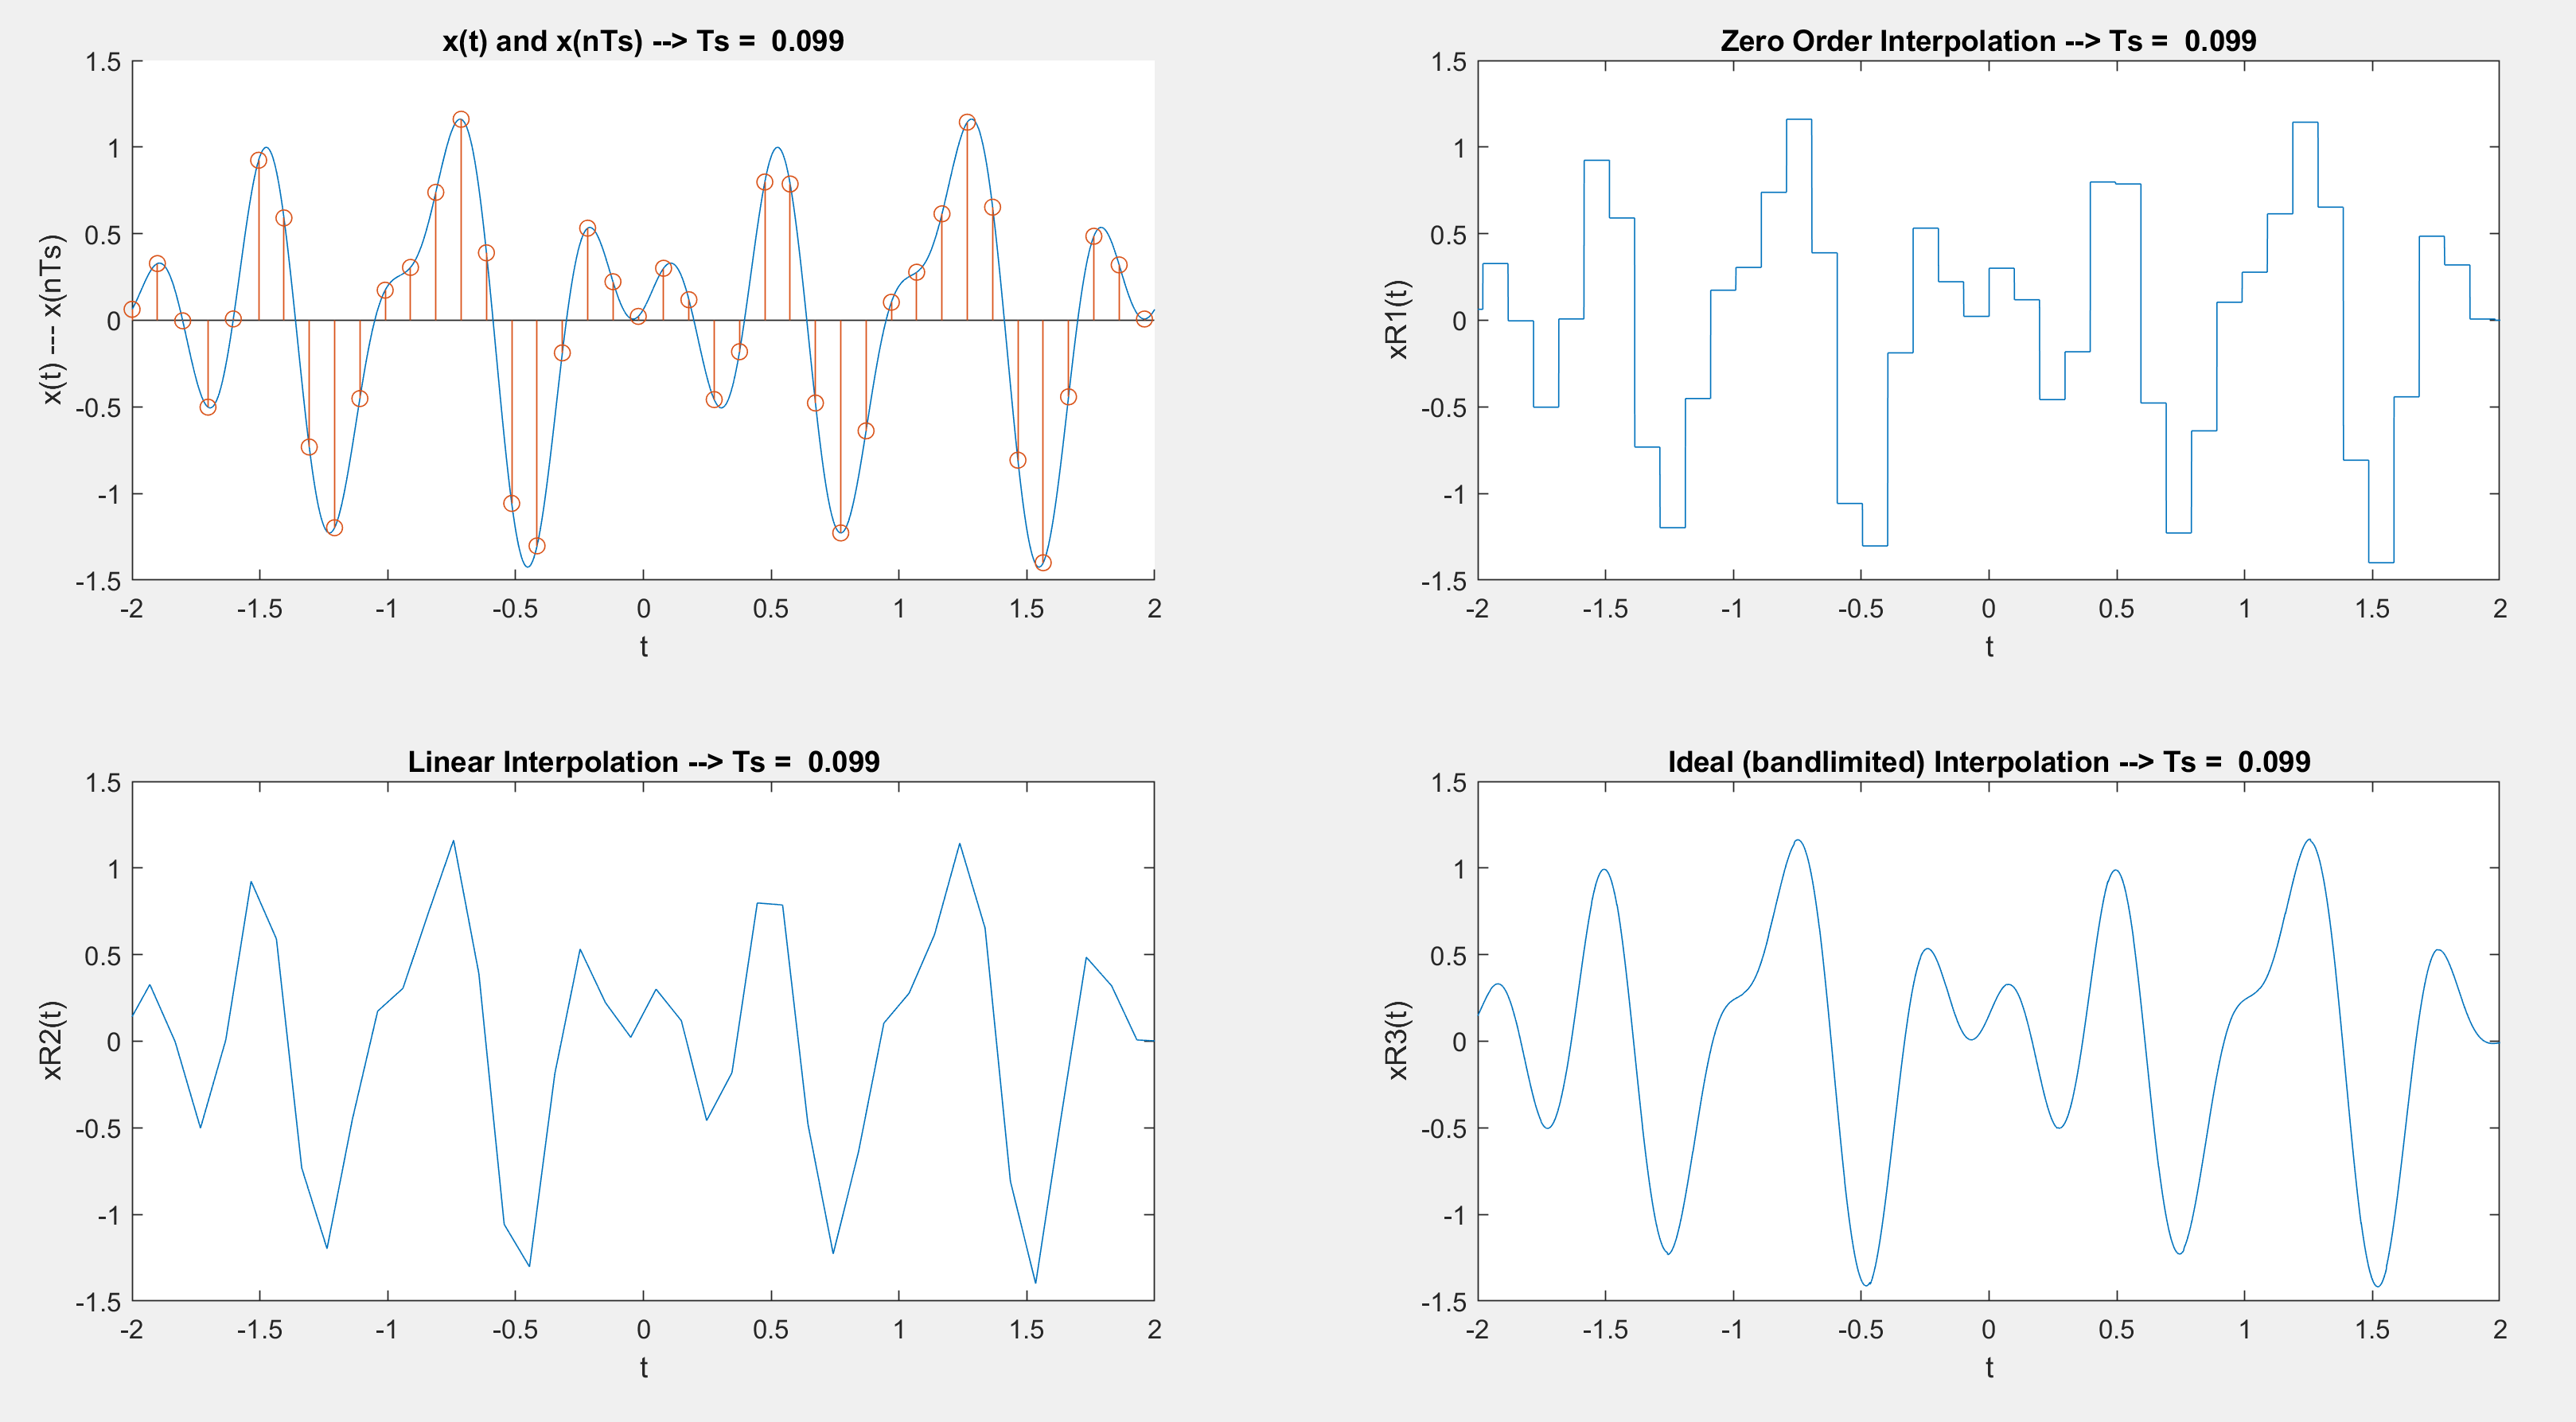 x(t) and x(nTs) --> Ts =  0.099
1.5
1
0.5
0
-0.5
-1
-1.5
x(t) ---- x(nTs)
-2 -1.5 -1 -0.5 0 0.5 1 1.5 2
t
Zero Order Interpolation --> Ts =  0.099
1.5
1
0.5
0
-0.5
-1
-1.5
xR1(t)
-2 -1.5 -1 -0.5 0 0.5 1 1.5 2
t
Linear Interpolation --> Ts =  0.099
1.5
1
0.5
0
-0.5
-1
-1.5
xR2(t)
-2 -1.5 -1 -0.5 0 0.5 1 1.5 2
t
Ideal (bandlimited) Interpolation --> Ts =  0.099
1.5
1
0.5
0
-0.5
-1
-1.5
xR3(t)
-2 -1.5 -1 -0.5 0 0.5 1 1.5 2
t